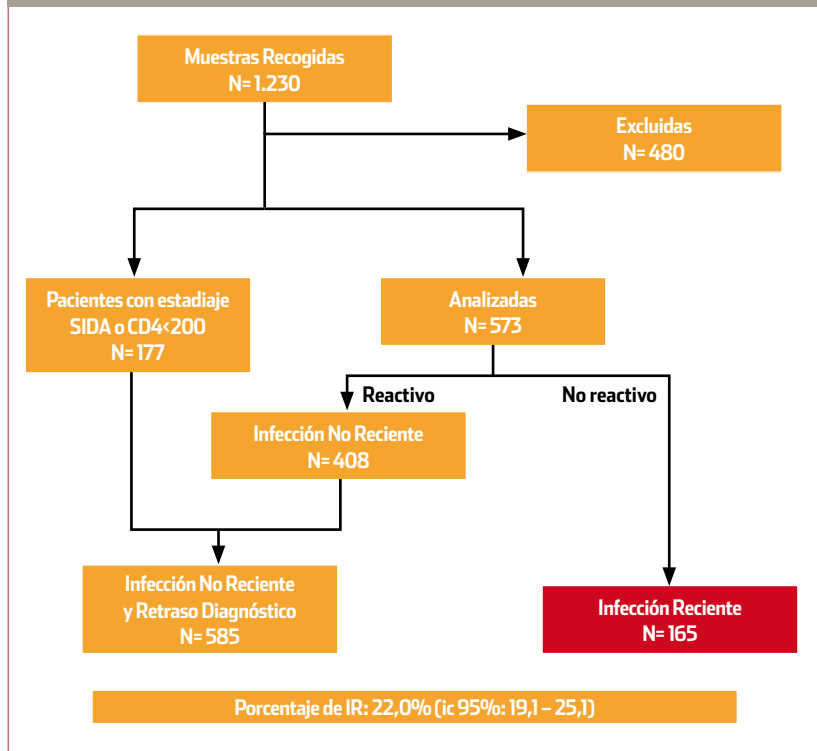 Muestras Recogidas
N= 1.230
Excluidas
N= 480
Pacientes con estadiaje
SIDA o CD4<200
N= 177
Analizadas
N= 573
Reactivo
No reactivo
Infección No Reciente
N= 408
Infección No Reciente
y Retraso Diagnóstico
N= 585
Infección Reciente
N= 165
Porcentaje de IR: 22,0% (ic 95%: 19,1 – 25,1)